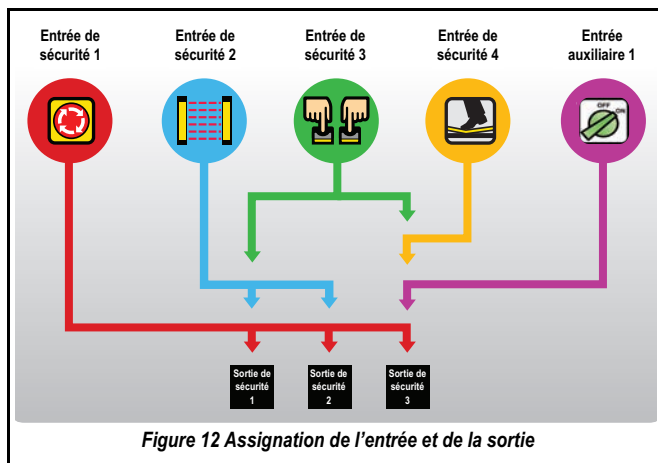 Entrée de
sécurité 1
Entrée de
sécurité 2
Entrée de
sécurité 3
Entrée de
sécurité 4
Entrée
auxiliaire 1
OFF
ON
Sortie de
sécurité
1
Sortie de
sécurité
2
Sortie de
sécurité
3
Figure 12 Assignation de l’entrée et de la sortie